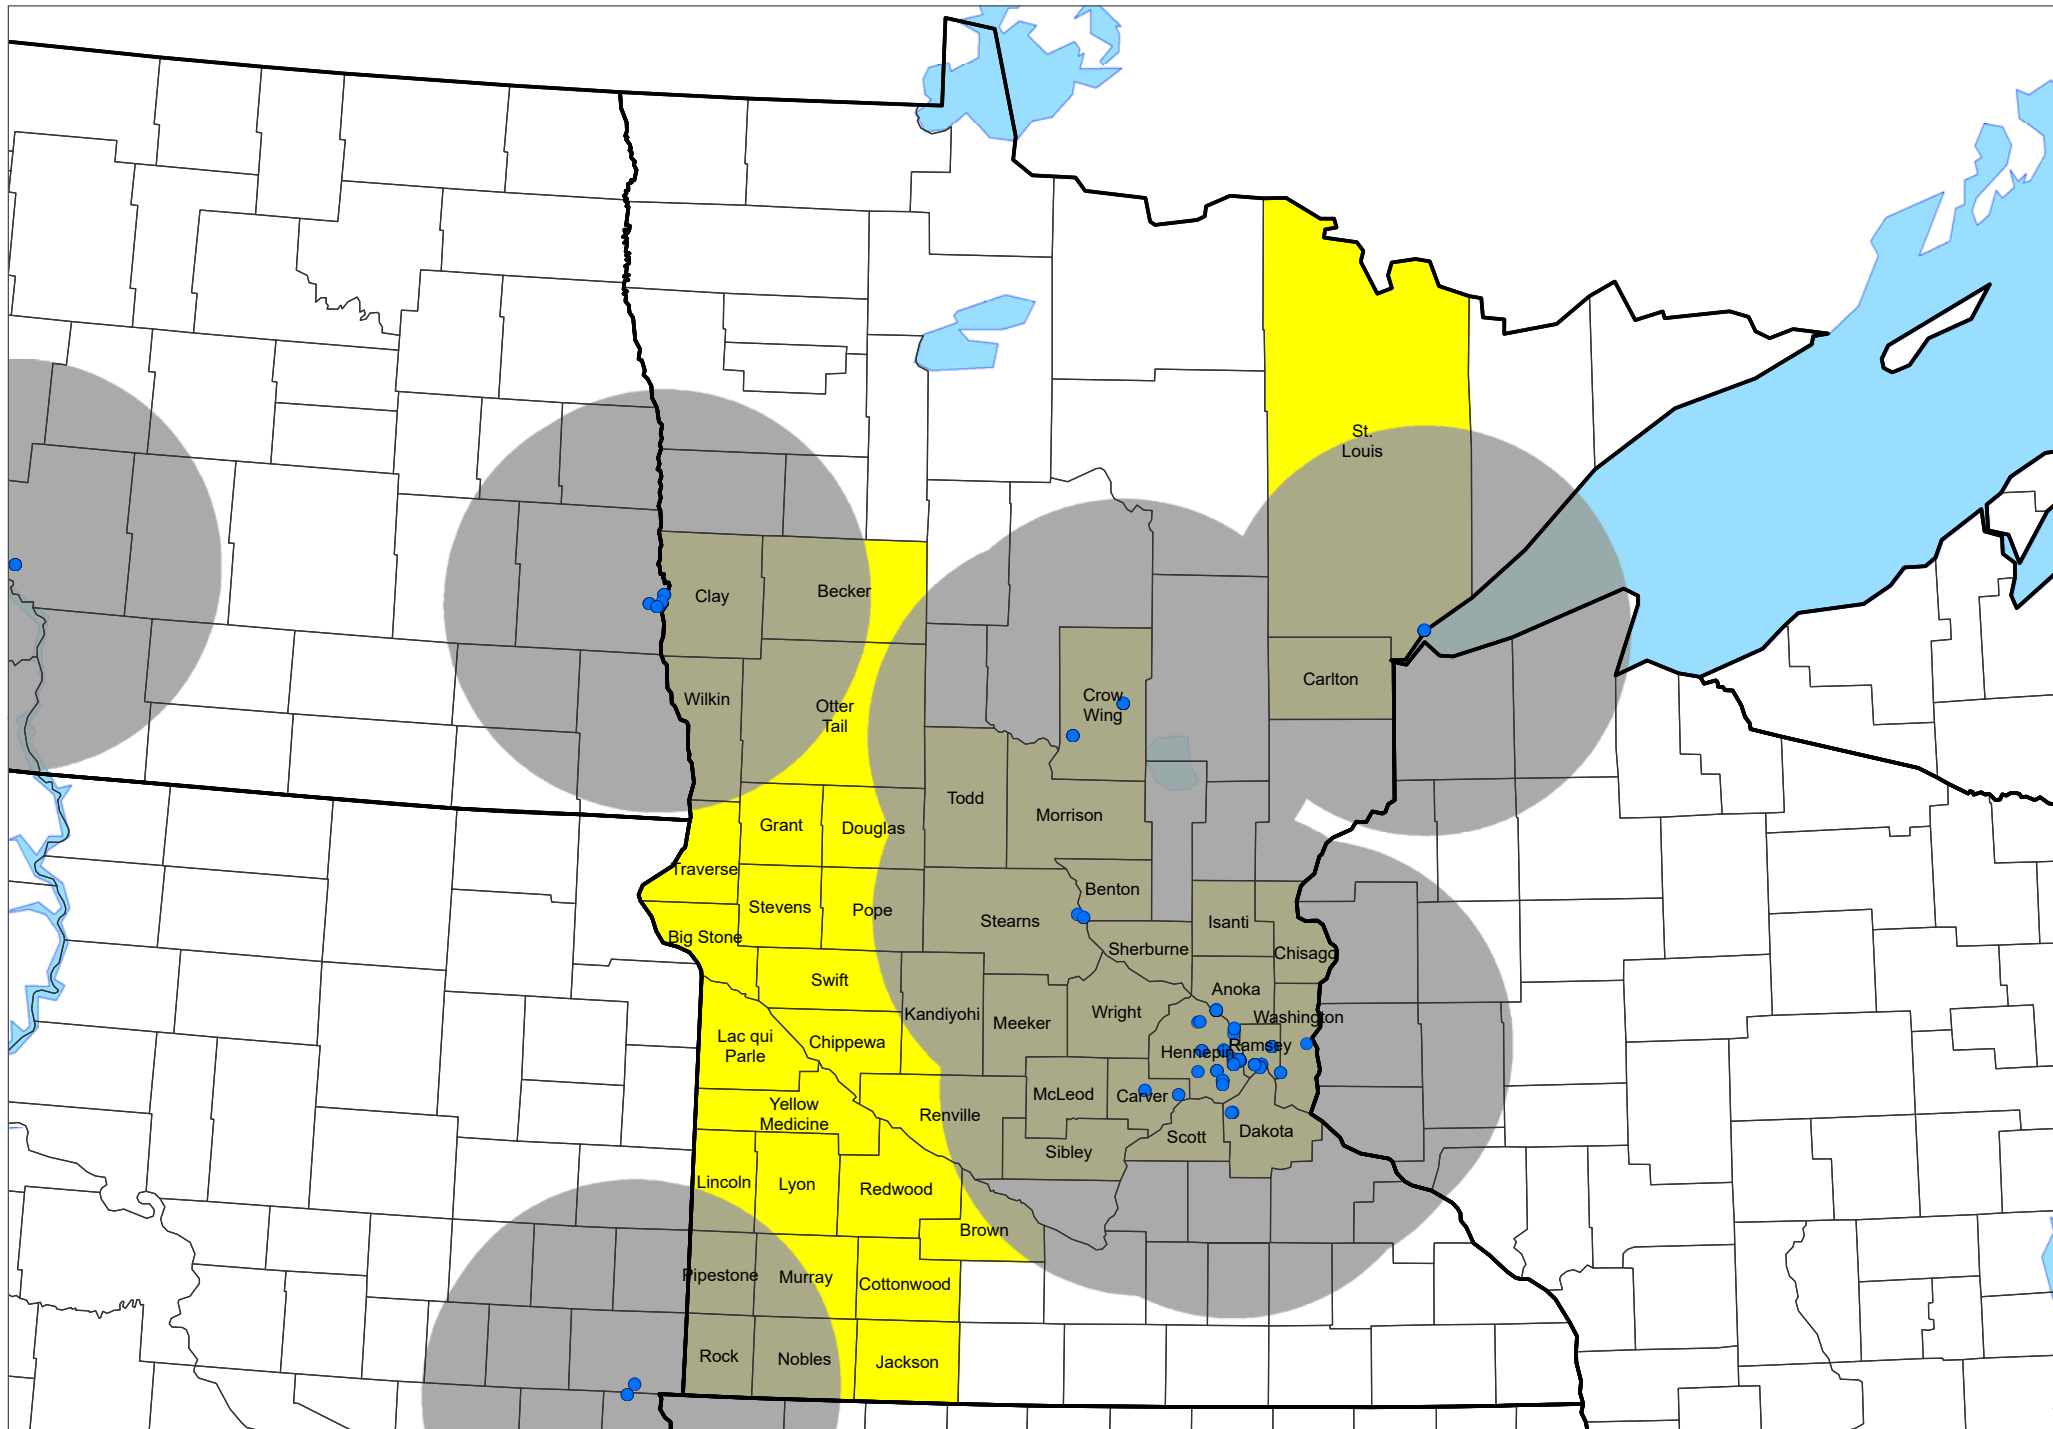 St.
Louis
Clay
Becker
Carlton
Wilkin
Crow
Wing
Otter
Tail
Todd
Morrison
Grant
Douglas
Traverse
Benton
Stevens
Pope
Stearns
Isanti
Big Stone
Sherburne
Chisago
Swift
Anoka
Kandiyohi
Meeker
Wright
Washington
Lac qui
Parle
Chippewa
Hennepin
Ramsey
McLeod
Carver
Yellow
Medicine
Renville
Scott
Dakota
Sibley
Lincoln
Lyon
Redwood
Brown
Pipestone
Murray
Cottonwood
Rock
Nobles
Jackson